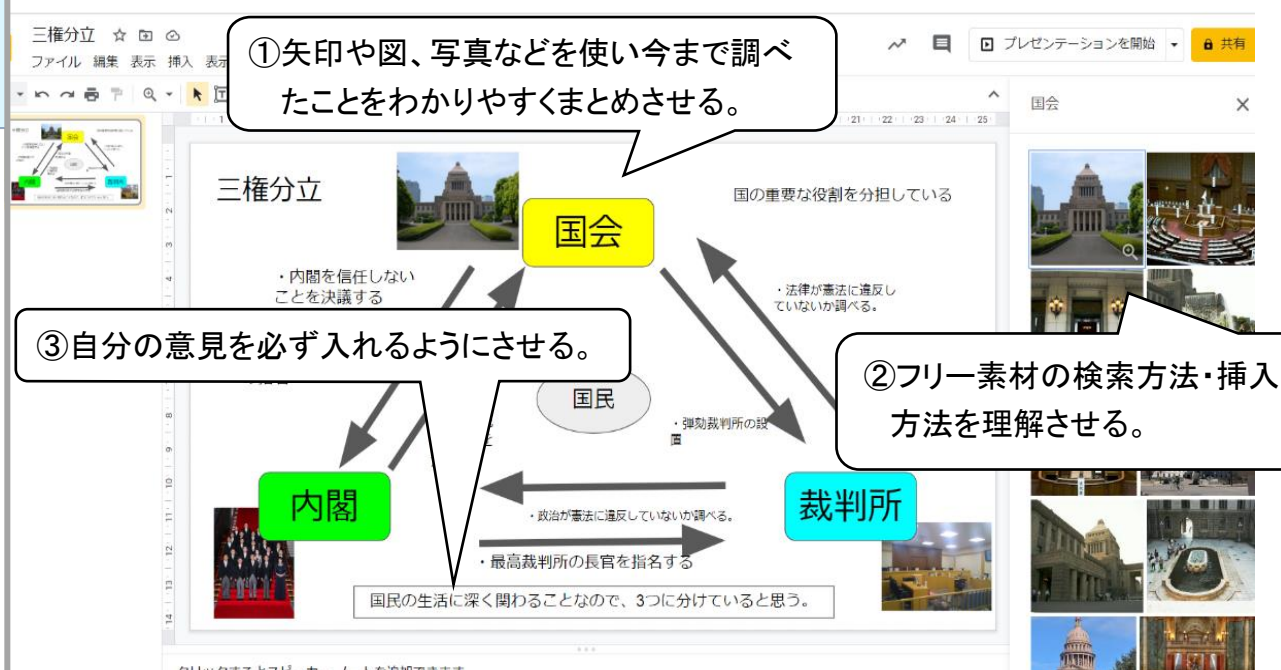 三権分立
ファイル 編集 表示 挿入 表示
プレゼンテーションを開始
共有
①矢印や図、写真などを使い今まで調べ
たことをわかりやすくまとめさせる。
国会
三権分立
国の重要な役割を分担している
国会
・内閣を信任しない
ことを決議する
・法律が憲法に違反し
ていないか調べる。
③自分の意見を必ず入れるようにさせる。
②フリー素材の検索方法・挿入
方法を理解させる。
国民
・弾劾裁判所の設
置
内閣
裁判所
・政治が憲法に違反していないか調べる。
・最高裁判所の長官を指名する
国民の生活に深く関わることなので、3つに分けていると思う。